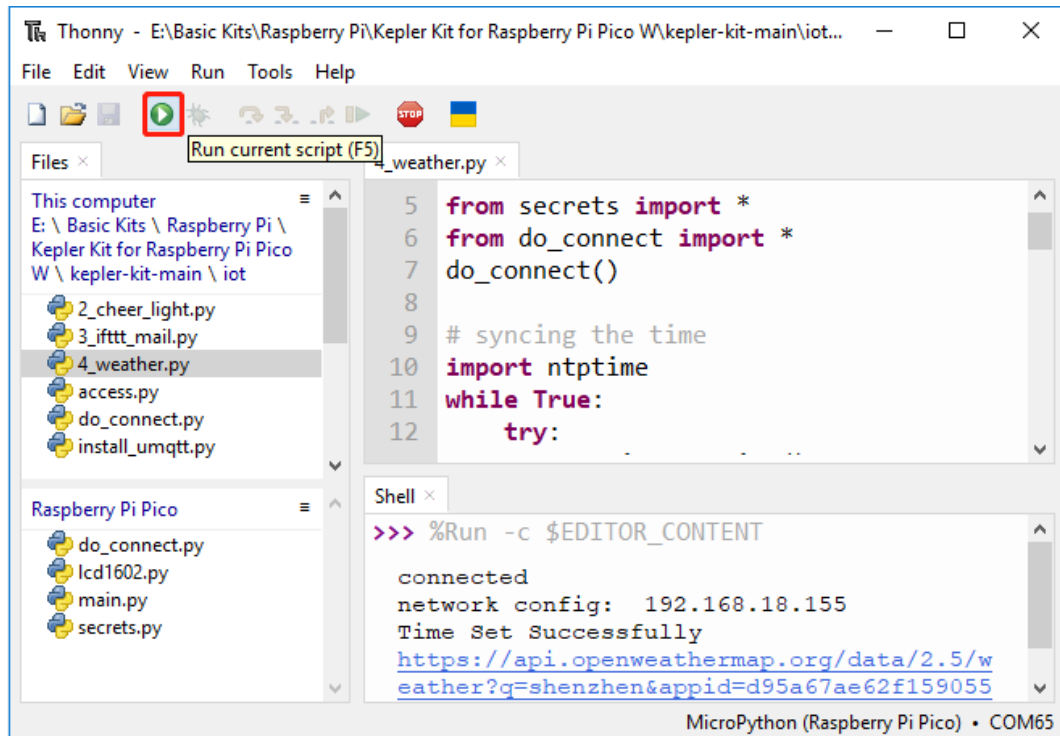 Thonny - E:\Basic Kits\Raspberry Pi\Kepler Kit for Raspberry Pi Pico W\kepler-kit-main\iot...
File Edit View Run Tools Help
STOP
Run current script (F5)
Files
This computer
E: \ Basic Kits \ Raspberry Pi \
Kepler Kit for Raspberry Pi Pico
W \ kepler-kit-main \ iot
2_cheer_light.py
3_ifttt_mail.py
4_weather.py
access.py
do_connect.py
install_umqtt.py
Raspberry Pi Pico
do_connect.py
lcd1602.py
main.py
secrets.py
4_weather.py
5 from secrets import *
6 from do_connect import *
7 do_connect()
8
9 # syncing the time
10 import ntptime
11 while True:
12 try:
Shell
>>> %Run -c $EDITOR_CONTENT
connected
network config: 192.168.18.155
Time Set Successfully
https://api.openweathermap.org/data/2.5/w
eather?q=shenzhen&appid=d95a67ae62f159055
MicroPython (Raspberry Pi Pico) • COM65